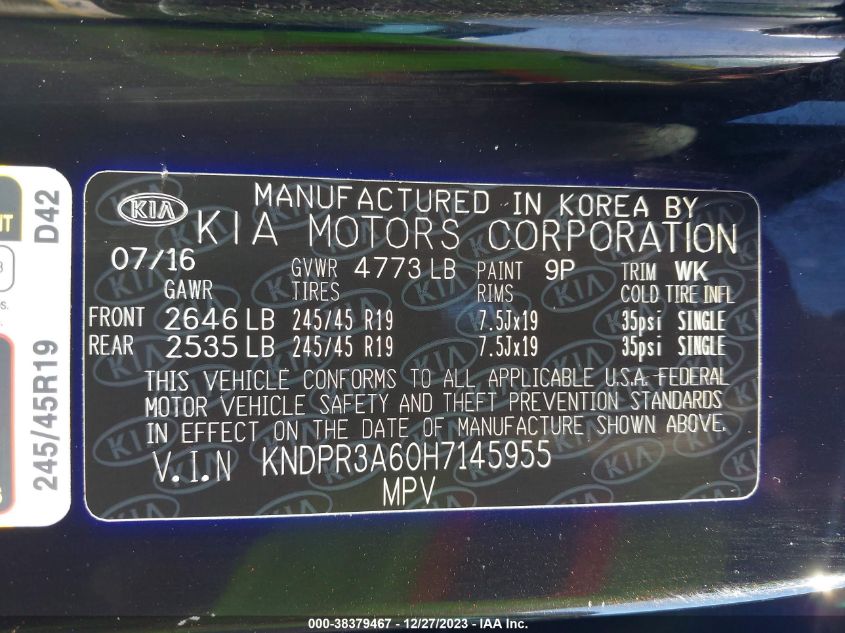 KIA
MANUFACTURED IN KOREA BY
KIA MOTORS CORPORATION
07/16 GVWR 4773 LB PAINT 9P TRIM WK
GAWR TIRES RIMS COLD TIRE INFL
FRONT 2646 LB 245/45 R19 7.5Jx19 35psi SINGLE
REAR 2535 LB 245/45 R19 7.5Jx19 35psi SINGLE
THIS VEHICLE CONFORMS TO ALL APPLICABLE U.S.A. FEDERAL
MOTOR VEHICLE SAFETY AND THEFT PREVENTION STANDARDS
IN EFFECT ON THE DATE OF MANUFACTURE SHOWN ABOVE.
V.I.N KNDPR3A60H7145955
MPV
245/45R19 D42
000-38379467 - 12/27/2023 - IAA Inc.